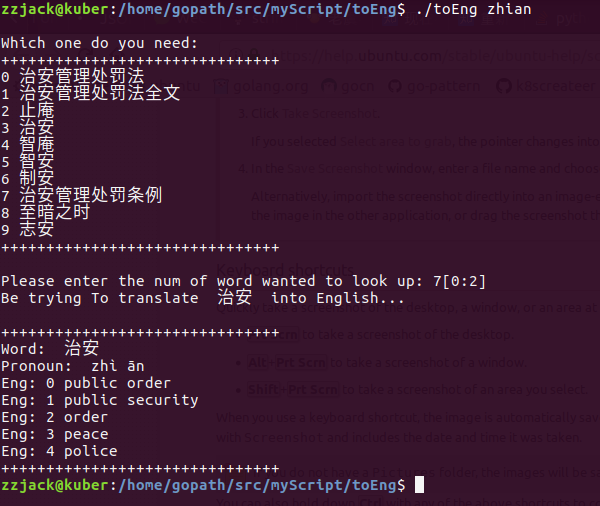 zzjack@kuber:/home/gopath/src/myScript/toEng$ ./toEng zhian
Which one do you need:
+++++++++++++++++++++++++++++++
0 治安管理处罚法
1 治安管理处罚法全文
2 止庵
3 治安
4 智庵
5 智安
6 制安
7 治安管理处罚条例
8 至暗之时
9 志安
+++++++++++++++++++++++++++++++
Please enter the num of word wanted to look up: 7[0:2]
Be trying To translate  治安  into English...
+++++++++++++++++++++++++++++++
Word:  治安
Pronoun:  zhì ān
Eng: 0 public order
Eng: 1 public security
Eng: 2 order
Eng: 3 peace
Eng: 4 police
+++++++++++++++++++++++++++++++
zzjack@kuber:/home/gopath/src/myScript/toEng$